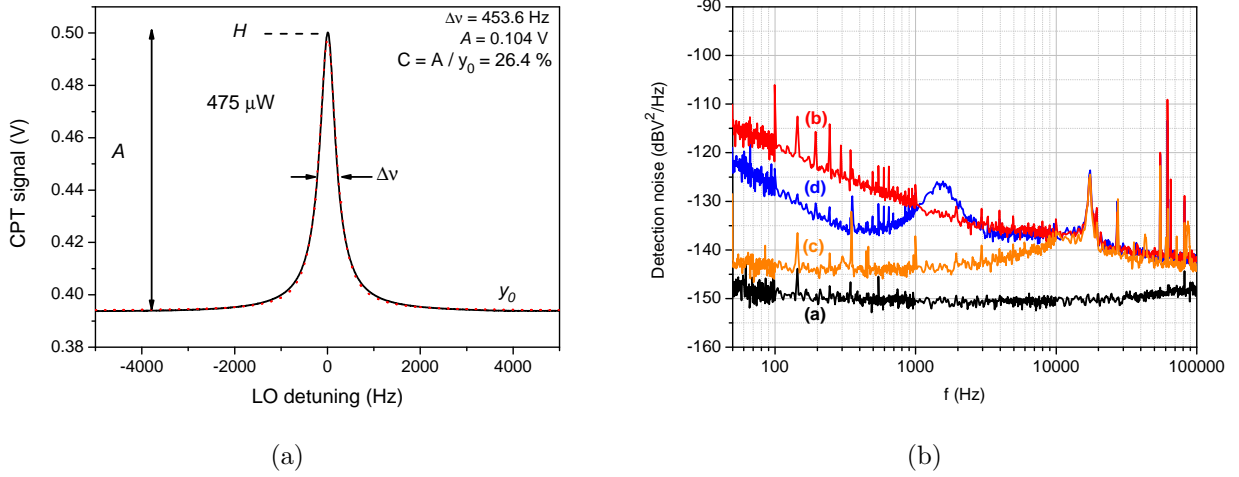 0.50
0.48
0.46
0.44
0.42
0.40
0.38
CPT signal (V)
-4000
-2000
0
2000
4000
LO detuning (Hz)
H
A
475 μW
Δν
y₀
Δν = 453.6 Hz
A = 0.104 V
C = A / y₀ = 26.4 %
(a)
-90
-100
-110
-120
-130
-140
-150
-160
Detection noise (dBV²/Hz)
100
1000
10000
100000
f (Hz)
(b)
(d)
(c)
(a)
(b)